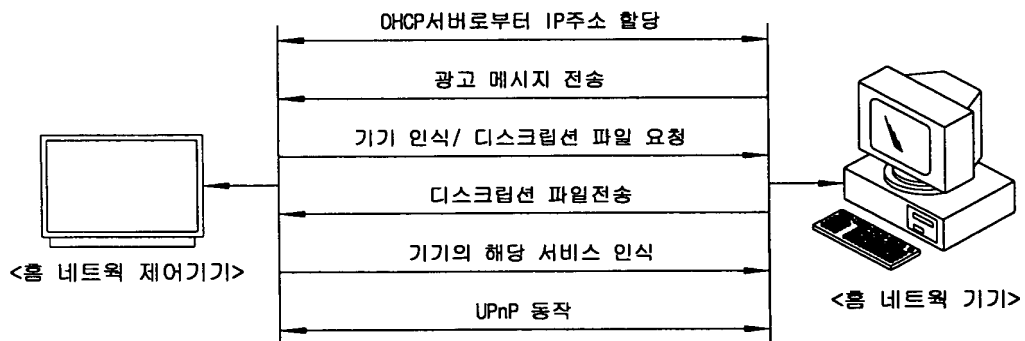 DHCP서버로부터 IP주소 할당
광고 메시지 전송
기기 인식/ 디스크립션 파일 요청
디스크립션 파일전송
기기의 해당 서비스 인식
UPnP 동작
<홈 네트웍 제어기기>
<홈 네트웍 기기>